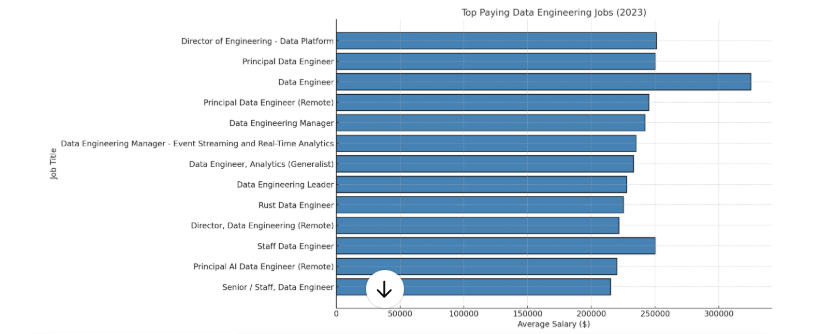 Top Paying Data Engineering Jobs (2023)
Director of Engineering - Data Platform
Principal Data Engineer
Data Engineer
Principal Data Engineer (Remote)
Data Engineering Manager
Data Engineering Manager - Event Streaming and Real-Time Analytics
Data Engineer, Analytics (Generalist)
Data Engineering Leader
Rust Data Engineer
Director, Data Engineering (Remote)
Staff Data Engineer
Principal AI Data Engineer (Remote)
Senior / Staff, Data Engineer
Job Title
0 50000 100000 150000 200000 250000 300000
Average Salary ($)